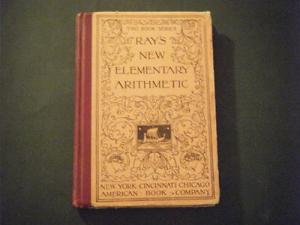 TWO BOOK SERIES
RAY'S
NEW
ELEMENTARY
ARITHMETIC
NEW YORK · CINCINNATI · CHICAGO
AMERICAN · BOOK · COMPANY